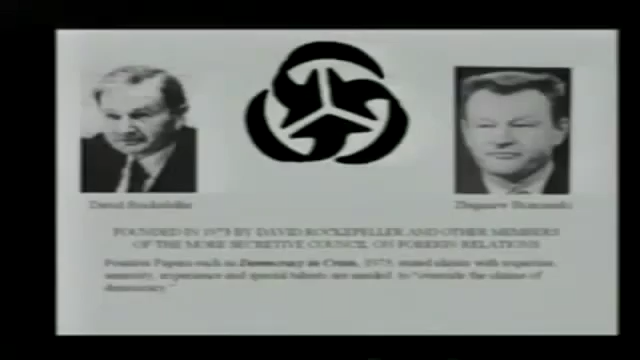 David Rockefeller
Zbigniew Brzezinski
FOUNDED IN 1973 BY DAVID ROCKEFELLER AND OTHER MEMBERS
OF THE MORE SECRETIVE COUNCIL ON FOREIGN RELATIONS
Position Papers such as Democracy in Crisis, 1975, stated elitists with expertise,
seniority, experience and special talents are needed to "override the claims of
democracy."